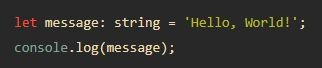 let message: string = 'Hello, World!';
console.log(message);